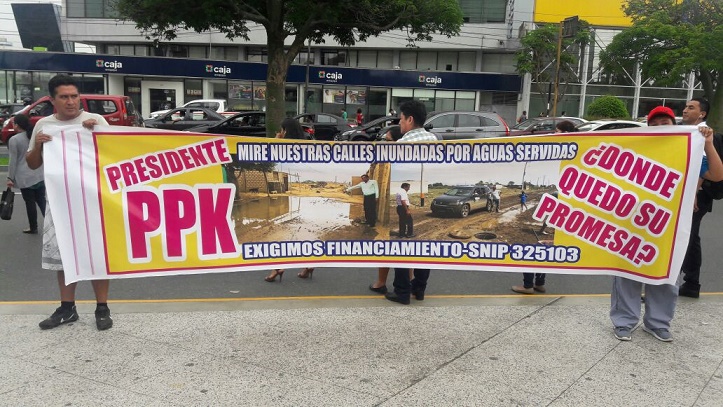 caja
caja
caja
caja
PRESIDENTE
PPK
MIRE NUESTRAS CALLES INUNDADAS POR AGUAS SERVIDAS
EXIGIMOS FINANCIAMIENTO-SNIP 325103
¿DONDE
QUEDO SU
PROMESA?